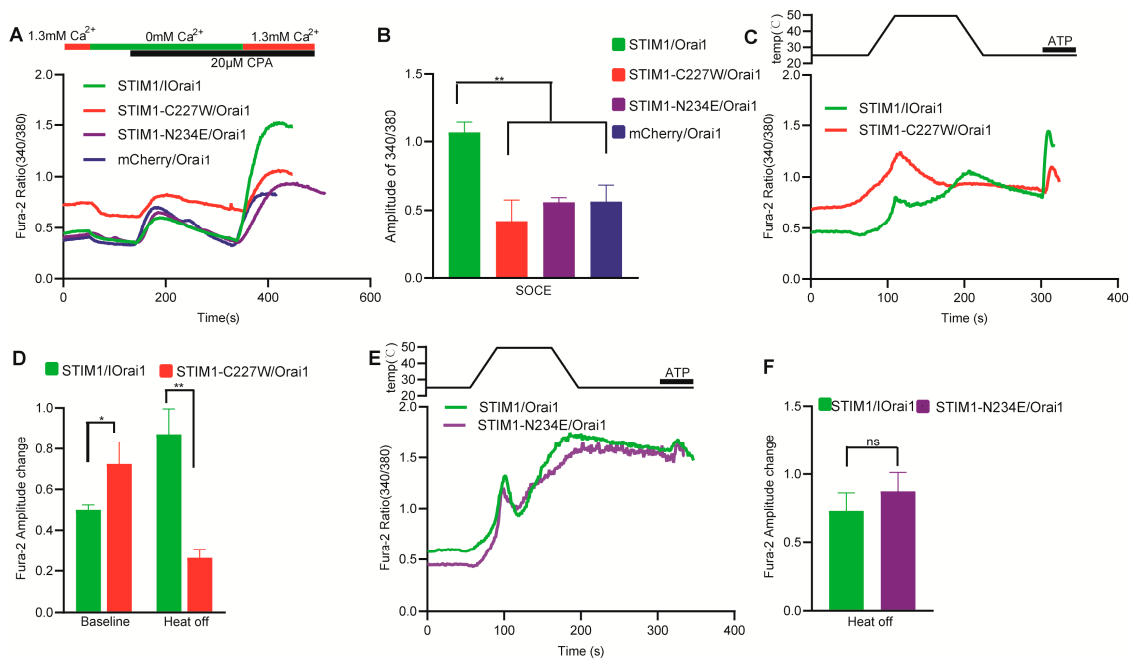 A
1.3mM Ca2+ 0mM Ca2+ 1.3mM Ca2+
20μM CPA
STIM1/IOrai1
STIM1-C227W/Orai1
STIM1-N234E/Orai1
mCherry/Orai1
Fura-2 Ratio(340/380)
2.0
1.5
1.0
0.5
0.0
0 200 400 600
Time(s)
B
STIM1/Orai1
STIM1-C227W/Orai1
STIM1-N234E/Orai1
mCherry/Orai1
**
Amplitude of 340/380
1.5
1.0
0.5
0.0
SOCE
C
temp(℃)
50
40
30
20
ATP
STIM1/IOrai1
STIM1-C227W/Orai1
Fura-2 Ratio(340/380)
2.0
1.5
1.0
0.5
0.0
0 100 200 300 400
Time (s)
D
STIM1/IOrai1 STIM1-C227W/Orai1
* **
Fura-2 Amplitude change
1.0
0.8
0.6
0.4
0.2
0.0
Baseline Heat off
E
temp(℃)
50
40
30
20
ATP
STIM1/Orai1
STIM1-N234E/Orai1
Fura-2 Ratio(340/380)
2.0
1.5
1.0
0.5
0.0
0 100 200 300 400
Time (s)
F
STIM1/IOrai1 STIM1-N234E/Orai1
ns
Fura-2 Amplitude change
1.5
1.0
0.5
0.0
Heat off